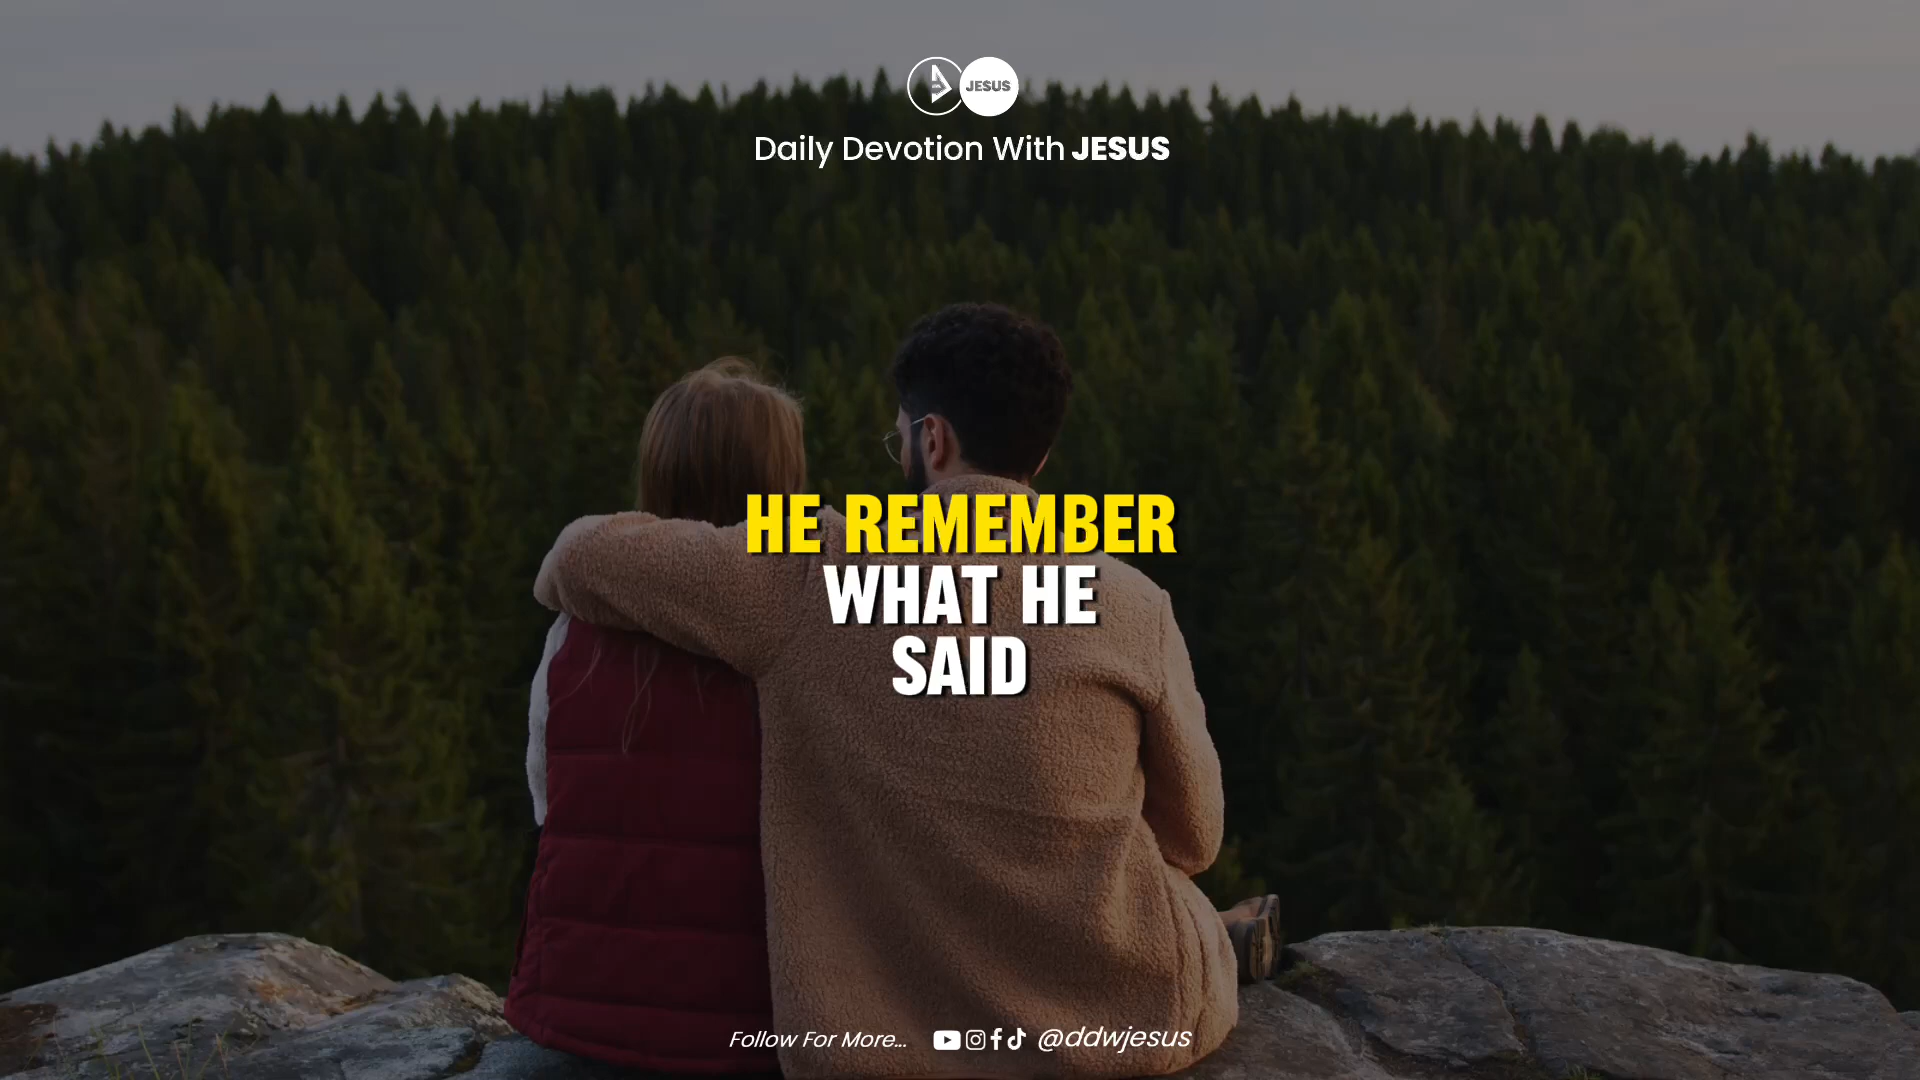 JESUS
Daily Devotion With JESUS
HE REMEMBER
WHAT HE
SAID
Follow For More... @ddwjesus